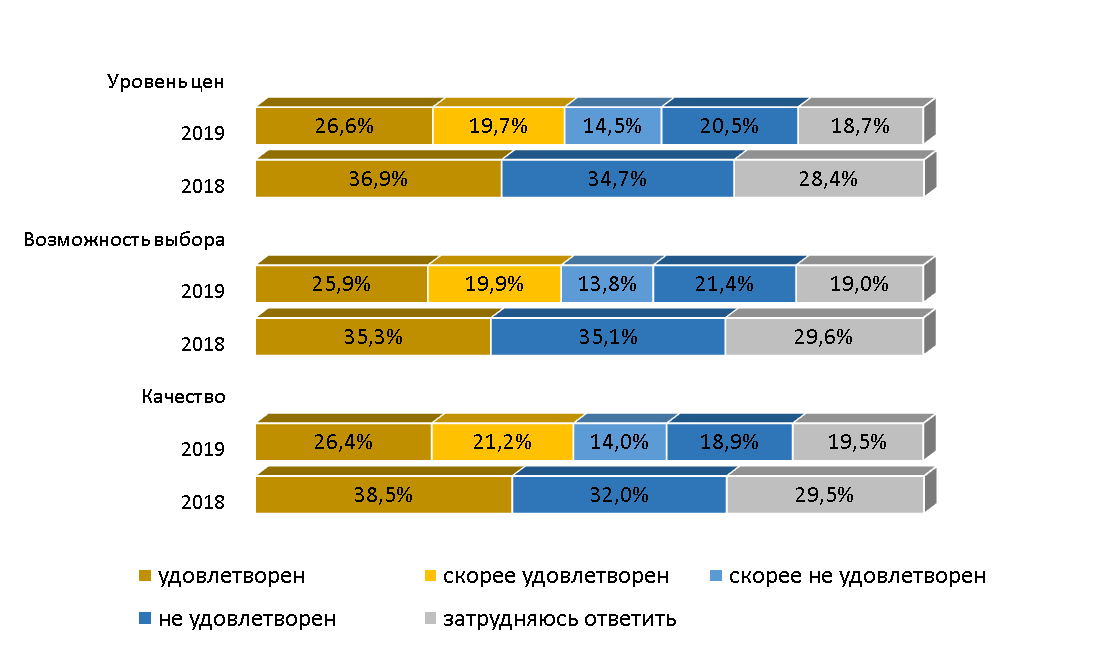 Уровень цен
2019
26,6% 19,7% 14,5% 20,5% 18,7%
2018
36,9% 34,7% 28,4%
Возможность выбора
2019
25,9% 19,9% 13,8% 21,4% 19,0%
2018
35,3% 35,1% 29,6%
Качество
2019
26,4% 21,2% 14,0% 18,9% 19,5%
2018
38,5% 32,0% 29,5%
удовлетворен скорее удовлетворен скорее не удовлетворен
не удовлетворен затрудняюсь ответить